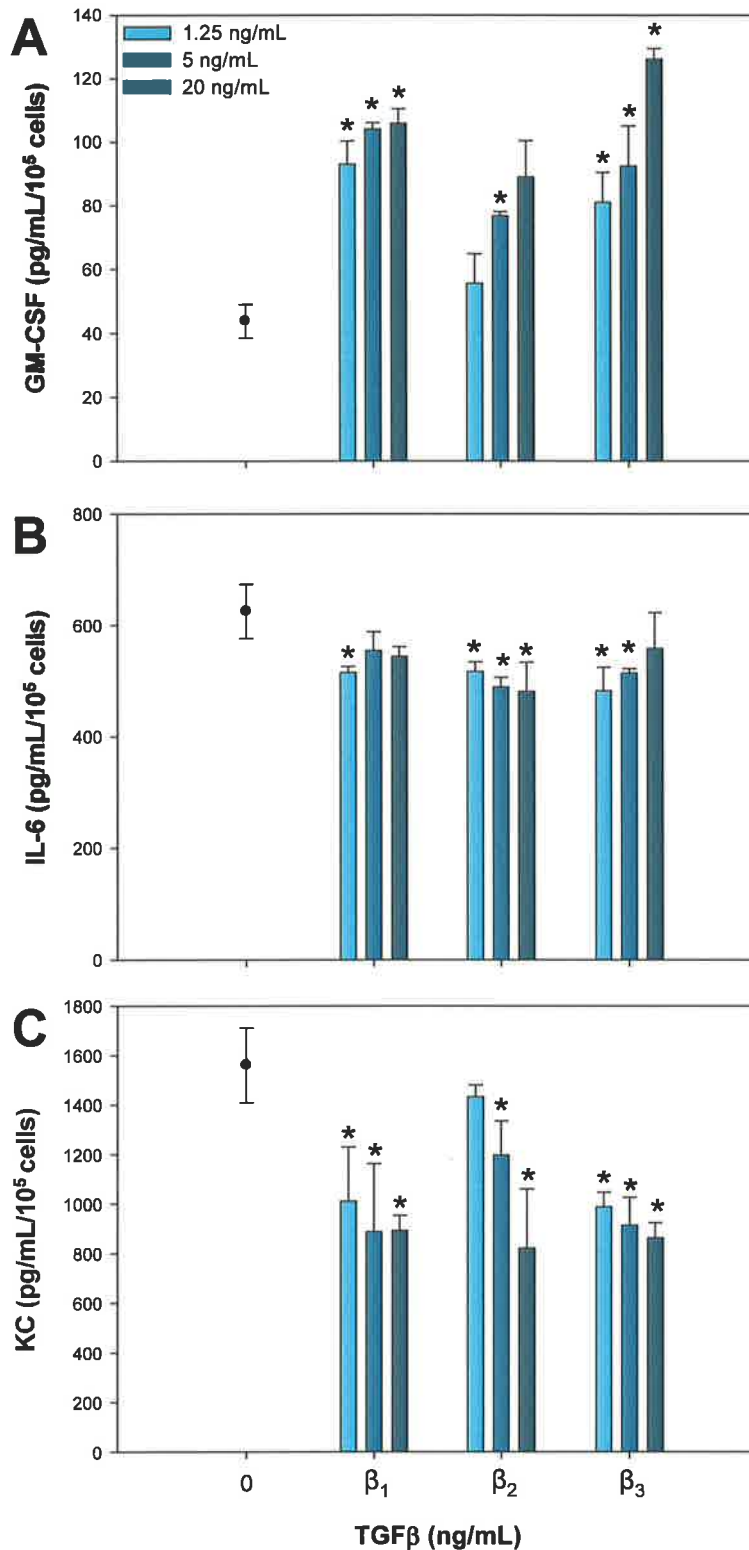 A
140
120
100
80
60
40
20
0
GM-CSF (pg/mL/10⁵ cells)
1.25 ng/mL
5 ng/mL
20 ng/mL
* * *
*
* * *
B
800
600
400
200
0
IL-6 (pg/mL/10⁵ cells)
*
* * *
* *
C
1800
1600
1400
1200
1000
800
600
400
200
0
KC (pg/mL/10⁵ cells)
* * *
* *
* * *
0 β₁ β₂ β₃
TGFβ (ng/mL)